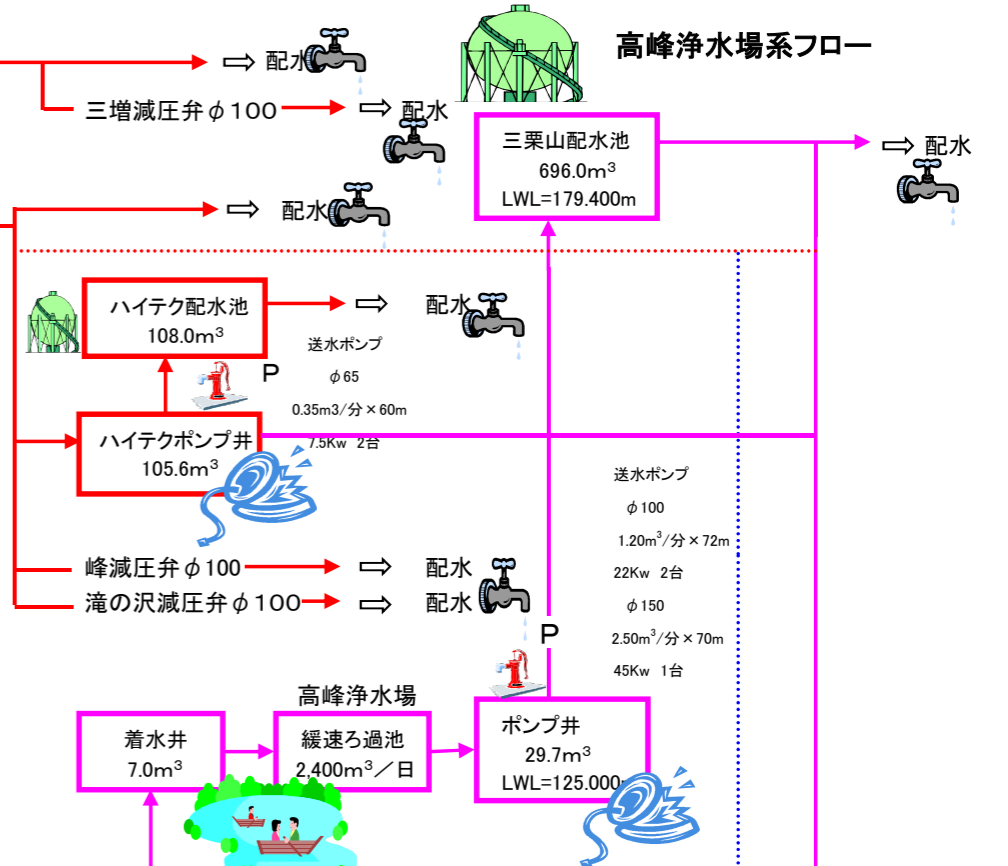 高峰浄水場系フロー
⇨ 配水
三増減圧弁φ100
⇨ 配水
三栗山配水池
696.0m³
LWL=179.400m
⇨ 配水
⇨ 配水
ハイテク配水池
108.0m³
⇨ 配水
送水ポンプ
φ65
0.35m3/分×60m
7.5Kw 2台
P
ハイテクポンプ井
105.6m³
送水ポンプ
φ100
1.20m³/分×72m
22Kw 2台
φ150
2.50m³/分×70m
45Kw 1台
峰減圧弁φ100
⇨ 配水
滝の沢減圧弁φ100
⇨ 配水
P
高峰浄水場
着水井
7.0m³
緩速ろ過池
2,400m³／日
ポンプ井
29.7m³
LWL=125.000m